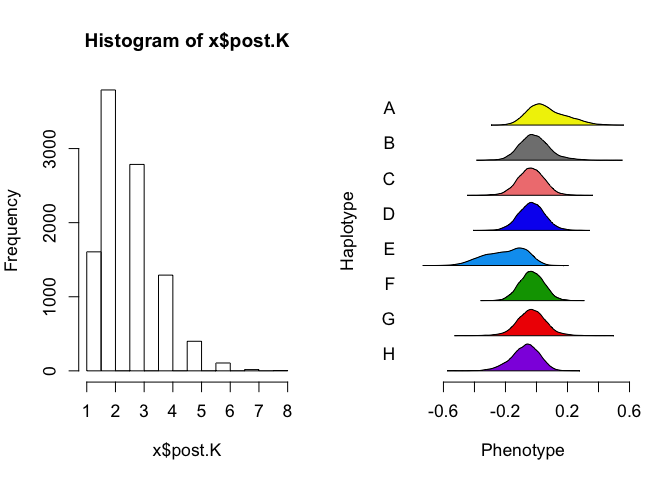 Histogram of x$post.K
Frequency
0
1000
2000
3000
1 2 3 4 5 6 7 8
x$post.K
Haplotype
A
B
C
D
E
F
G
H
-0.6 -0.2 0.2 0.6
Phenotype